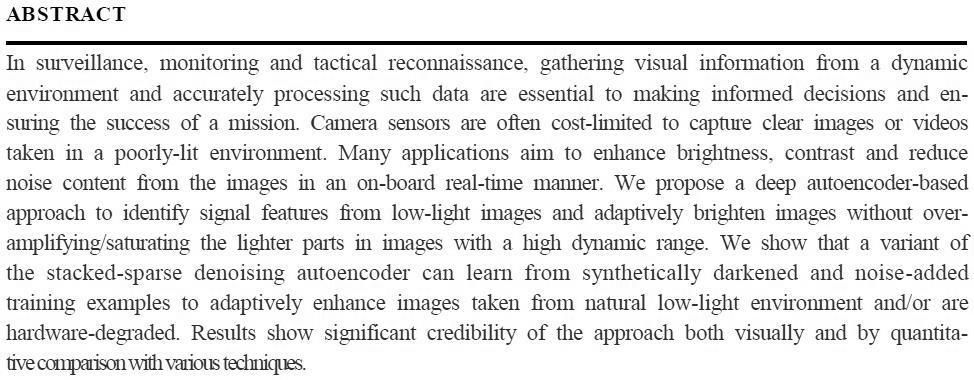 ABSTRACT
In surveillance, monitoring and tactical reconnaissance, gathering visual information from a dynamic
environment and accurately processing such data are essential to making informed decisions and en-
suring the success of a mission. Camera sensors are often cost-limited to capture clear images or videos
taken in a poorly-lit environment. Many applications aim to enhance brightness, contrast and reduce
noise content from the images in an on-board real-time manner. We propose a deep autoencoder-based
approach to identify signal features from low-light images and adaptively brighten images without over-
amplifying/saturating the lighter parts in images with a high dynamic range. We show that a variant of
the stacked-sparse denoising autoencoder can learn from synthetically darkened and noise-added
training examples to adaptively enhance images taken from natural low-light environment and/or are
hardware-degraded. Results show significant credibility of the approach both visually and by quantita-
tive comparison with various techniques.